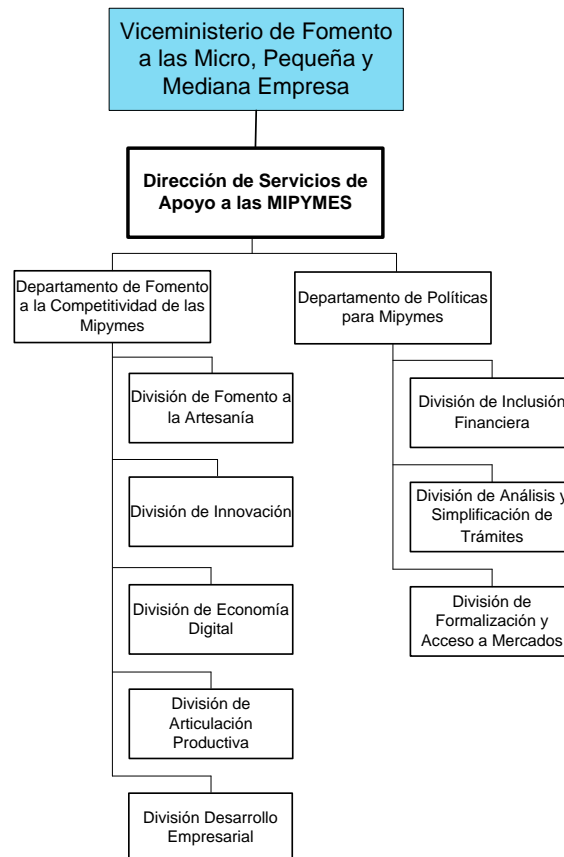 Viceministerio de Fomento
a las Micro, Pequeña y
Mediana Empresa
Dirección de Servicios de
Apoyo a las MIPYMES
Departamento de Fomento
a la Competitividad de las
Mipymes
Departamento de Políticas
para Mipymes
División de Fomento a
la Artesanía
División de Innovación
División de Economía
Digital
División de
Articulación
Productiva
División Desarrollo
Empresarial
División de Inclusión
Financiera
División de Análisis y
Simplificación de
Trámites
División de
Formalización y
Acceso a Mercados